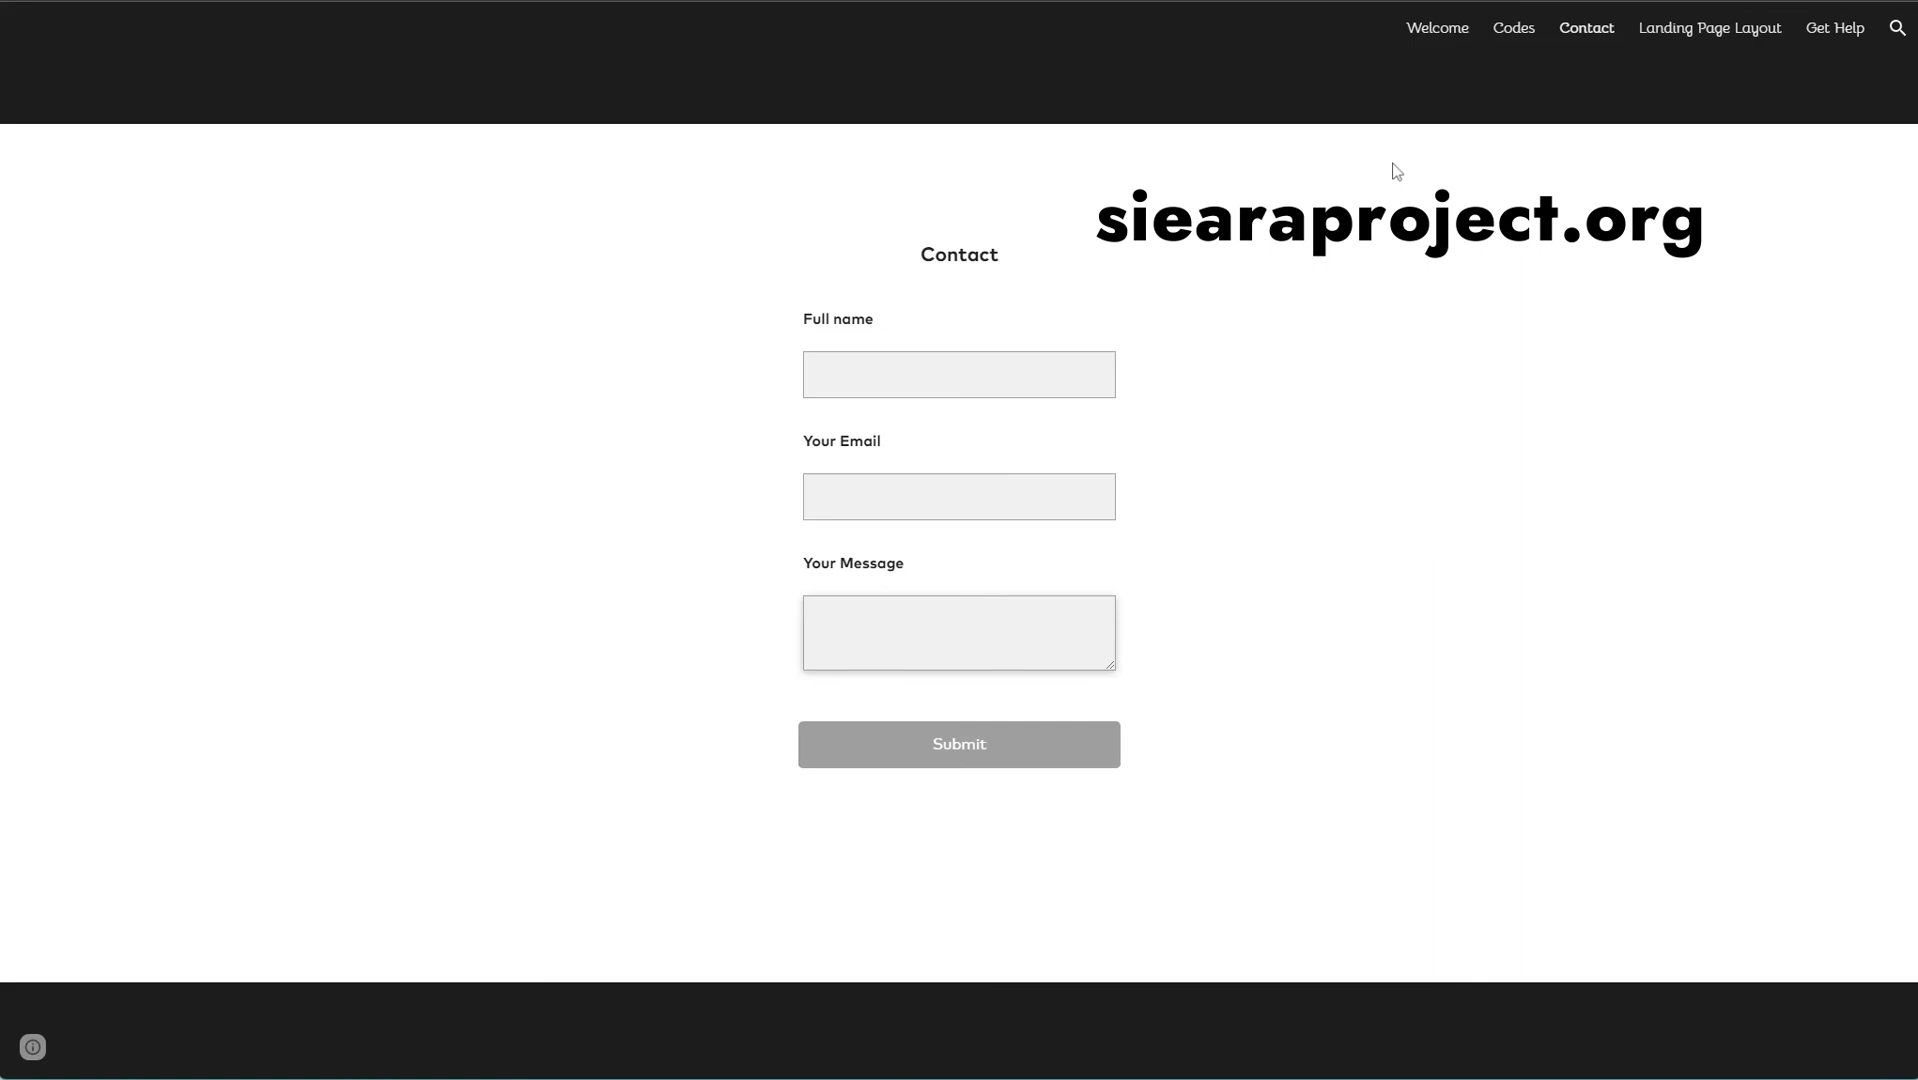 Welcome Codes Contact Landing Page Layout Get Help
siearaproject.org
Contact
Full name
Your Email
Your Message
Submit